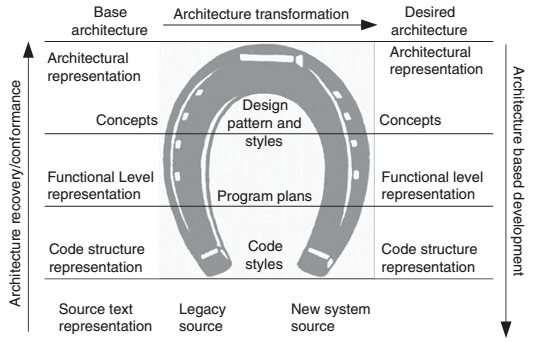 Base
architecture
Architecture transformation
Desired
architecture
Architecture recovery/conformance
Architecture based development
Architectural
representation
Architectural
representation
Concepts
Design
pattern and
styles
Concepts
Functional Level
representation
Program plans
Functional level
representation
Code structure
representation
Code
styles
Code structure
representation
Source text
representation
Legacy
source
New system
source